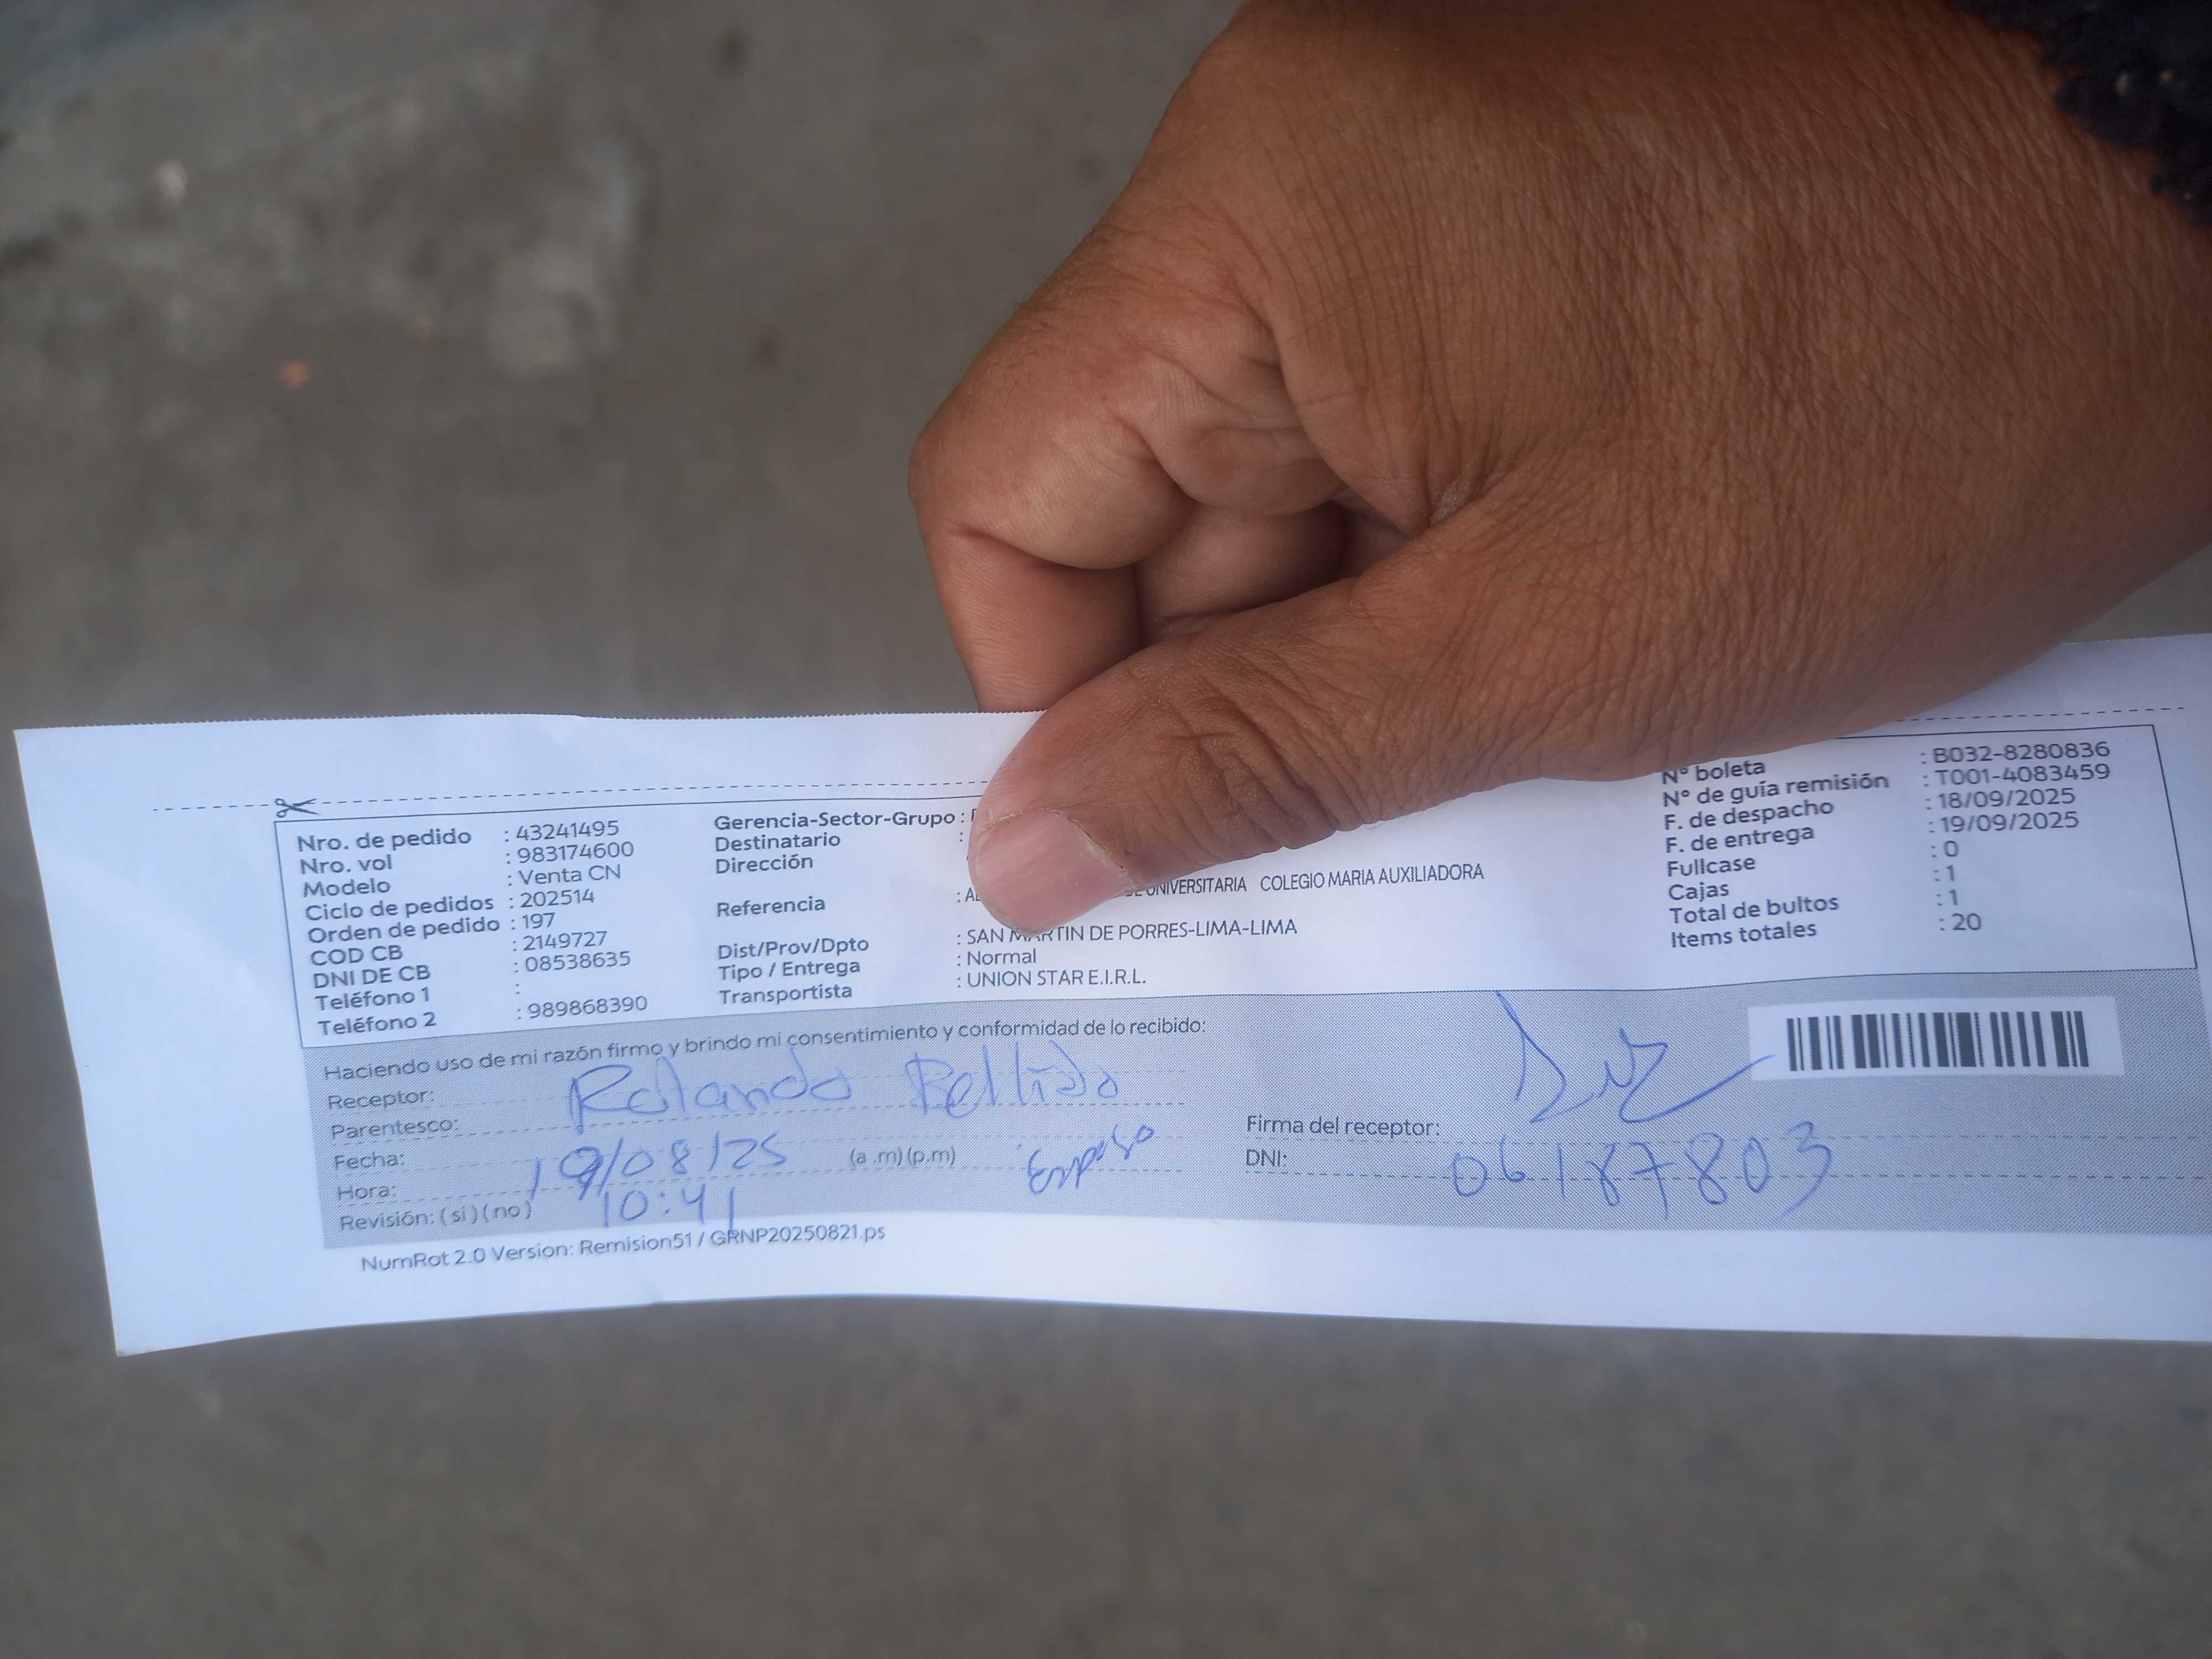 Nro. de pedido : 43241495
Nro. vol : 983174600
Modelo : Venta CN
Ciclo de pedidos : 202514
Orden de pedido : 197
COD CB : 2149727
DNI DE CB : 08538635
Teléfono 1 :
Teléfono 2 : 989868390
Gerencia-Sector-Grupo :
Destinatario :
Dirección
Referencia : UNIVERSITARIA COLEGIO MARIA AUXILIADORA
Dist/Prov/Dpto : SAN MARTIN DE PORRES-LIMA-LIMA
Tipo / Entrega : Normal
Transportista : UNION STAR E.I.R.L.
N° boleta : B032-8280836
N° de guía remisión : T001-4083459
F. de despacho : 18/09/2025
F. de entrega : 19/09/2025
Fullcase : 0
Cajas : 1
Total de bultos : 1
Items totales : 20
Haciendo uso de mi razón firmo y brindo mi consentimiento y conformidad de lo recibido:
Receptor: Rolando Bellido
Parentesco: Esposo
Fecha: 19/08/25 (a .m) (p.m)
Hora: 10:41
Revisión: ( si ) ( no )
Firma del receptor:
DNI: 06187803
NumRot 2.0 Version: Remision51 / GRNP20250821.ps